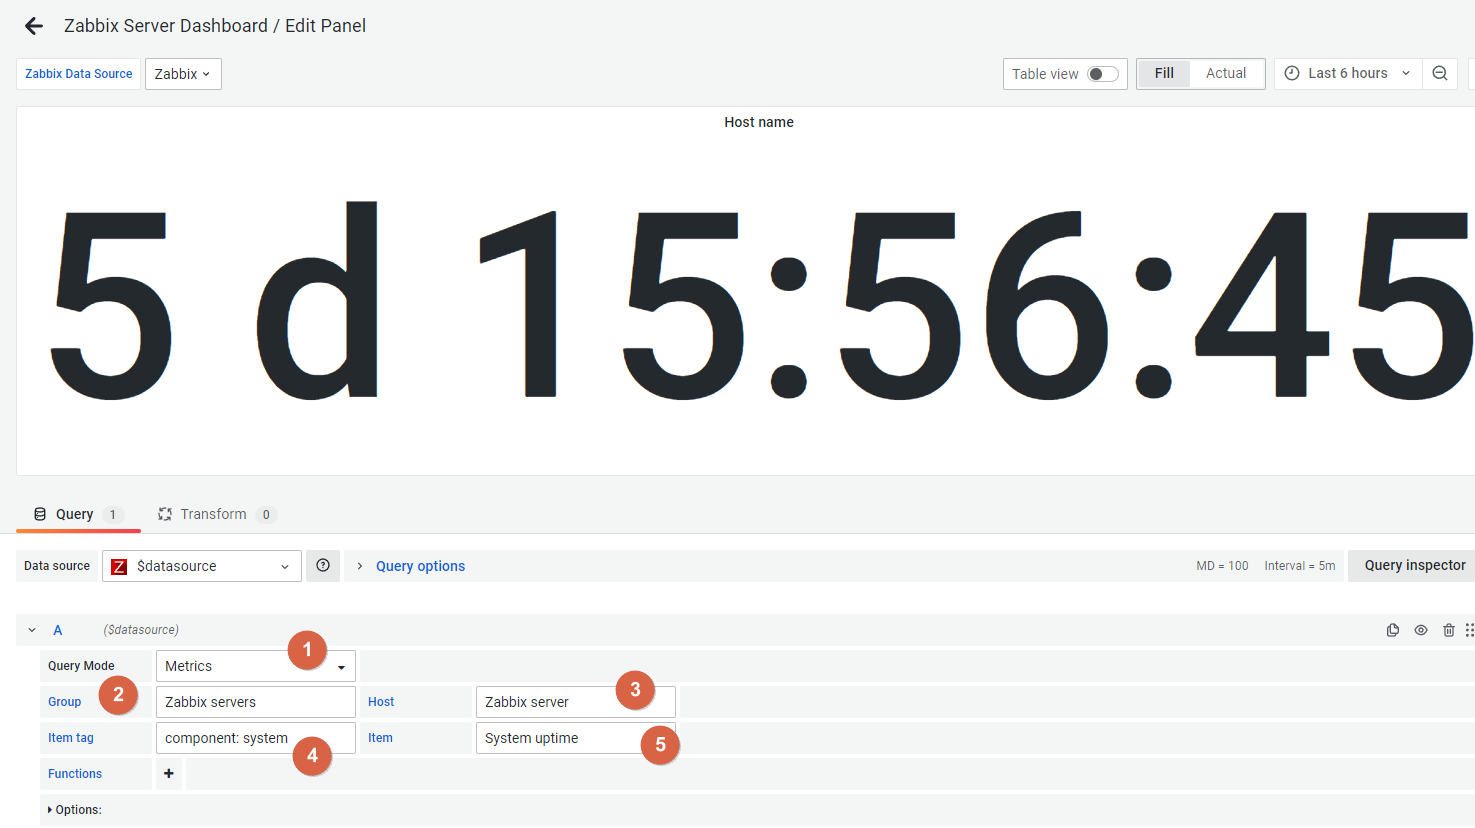 Zabbix Server Dashboard / Edit Panel
Zabbix Data Source Zabbix Table view Fill Actual Last 6 hours
Host name
5 d 15:56:45
Query 1 Transform 0
Data source Z $datasource Query options MD = 100 Interval = 5m Query inspector
A ($datasource)
1
Query Mode Metrics
2 3
Group Zabbix servers Host Zabbix server
Item tag component: system Item System uptime
4 5
Functions +
Options: